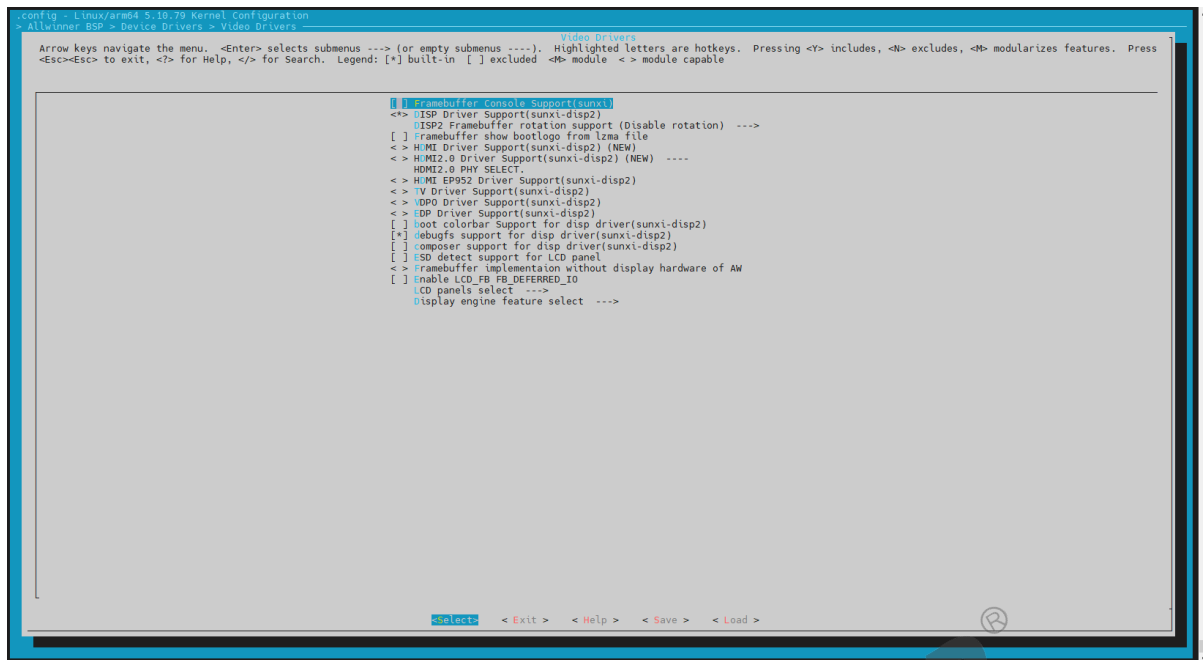 .config - Linux/arm64 5.10.79 Kernel Configuration
> Allwinner BSP > Device Drivers > Video Drivers
Video Drivers
Arrow keys navigate the menu. <Enter> selects submenus ---> (or empty submenus ----). Highlighted letters are hotkeys. Pressing <Y> includes, <N> excludes, <M> modularizes features. Press
<Esc><Esc> to exit, <?> for Help, </> for Search. Legend: [*] built-in [ ] excluded <M> module < > module capable
[ ] Framebuffer Console Support(sunxi)
<*> DISP Driver Support(sunxi-disp2)
DISP2 Framebuffer rotation support (Disable rotation) --->
[ ] Framebuffer show bootlogo from lzma file
< > HDMI Driver Support(sunxi-disp2) (NEW)
< > HDMI2.0 Driver Support(sunxi-disp2) (NEW) ----
HDMI2.0 PHY SELECT.
< > HDMI EP952 Driver Support(sunxi-disp2)
< > TV Driver Support(sunxi-disp2)
< > VDPO Driver Support(sunxi-disp2)
< > EDP Driver Support(sunxi-disp2)
[ ] boot colorbar Support for disp driver(sunxi-disp2)
[*] debugfs support for disp driver(sunxi-disp2)
[ ] composer support for disp driver(sunxi-disp2)
[ ] ESD detect support for LCD panel
< > Framebuffer implementaion without display hardware of AW
[ ] Enable LCD_FB FB_DEFERRED_IO
LCD panels select --->
Display engine feature select --->
<Select> < Exit > < Help > < Save > < Load >
®